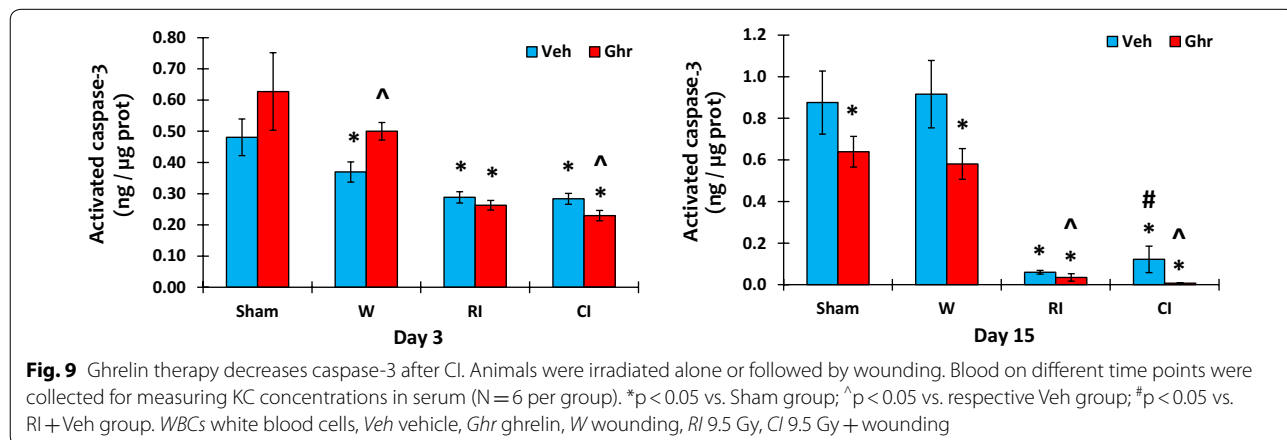 0.80
0.70
0.60
0.50
0.40
0.30
0.20
0.10
0.00
Activated caspase-3
(ng / µg prot)
Veh Ghr
^
* * * * ^ *
Sham W RI CI
Day 3
1.2
1.0
0.8
0.6
0.4
0.2
0.0
Activated caspase-3
(ng / µg prot)
Veh Ghr
* * * ^ * # * ^ *
Sham W RI CI
Day 15
Fig. 9 Ghrelin therapy decreases caspase-3 after CI. Animals were irradiated alone or followed by wounding. Blood on different time points were
collected for measuring KC concentrations in serum (N = 6 per group). *p < 0.05 vs. Sham group; ^p < 0.05 vs. respective Veh group; #p < 0.05 vs.
RI + Veh group. WBCs white blood cells, Veh vehicle, Ghr ghrelin, W wounding, RI 9.5 Gy, CI 9.5 Gy + wounding